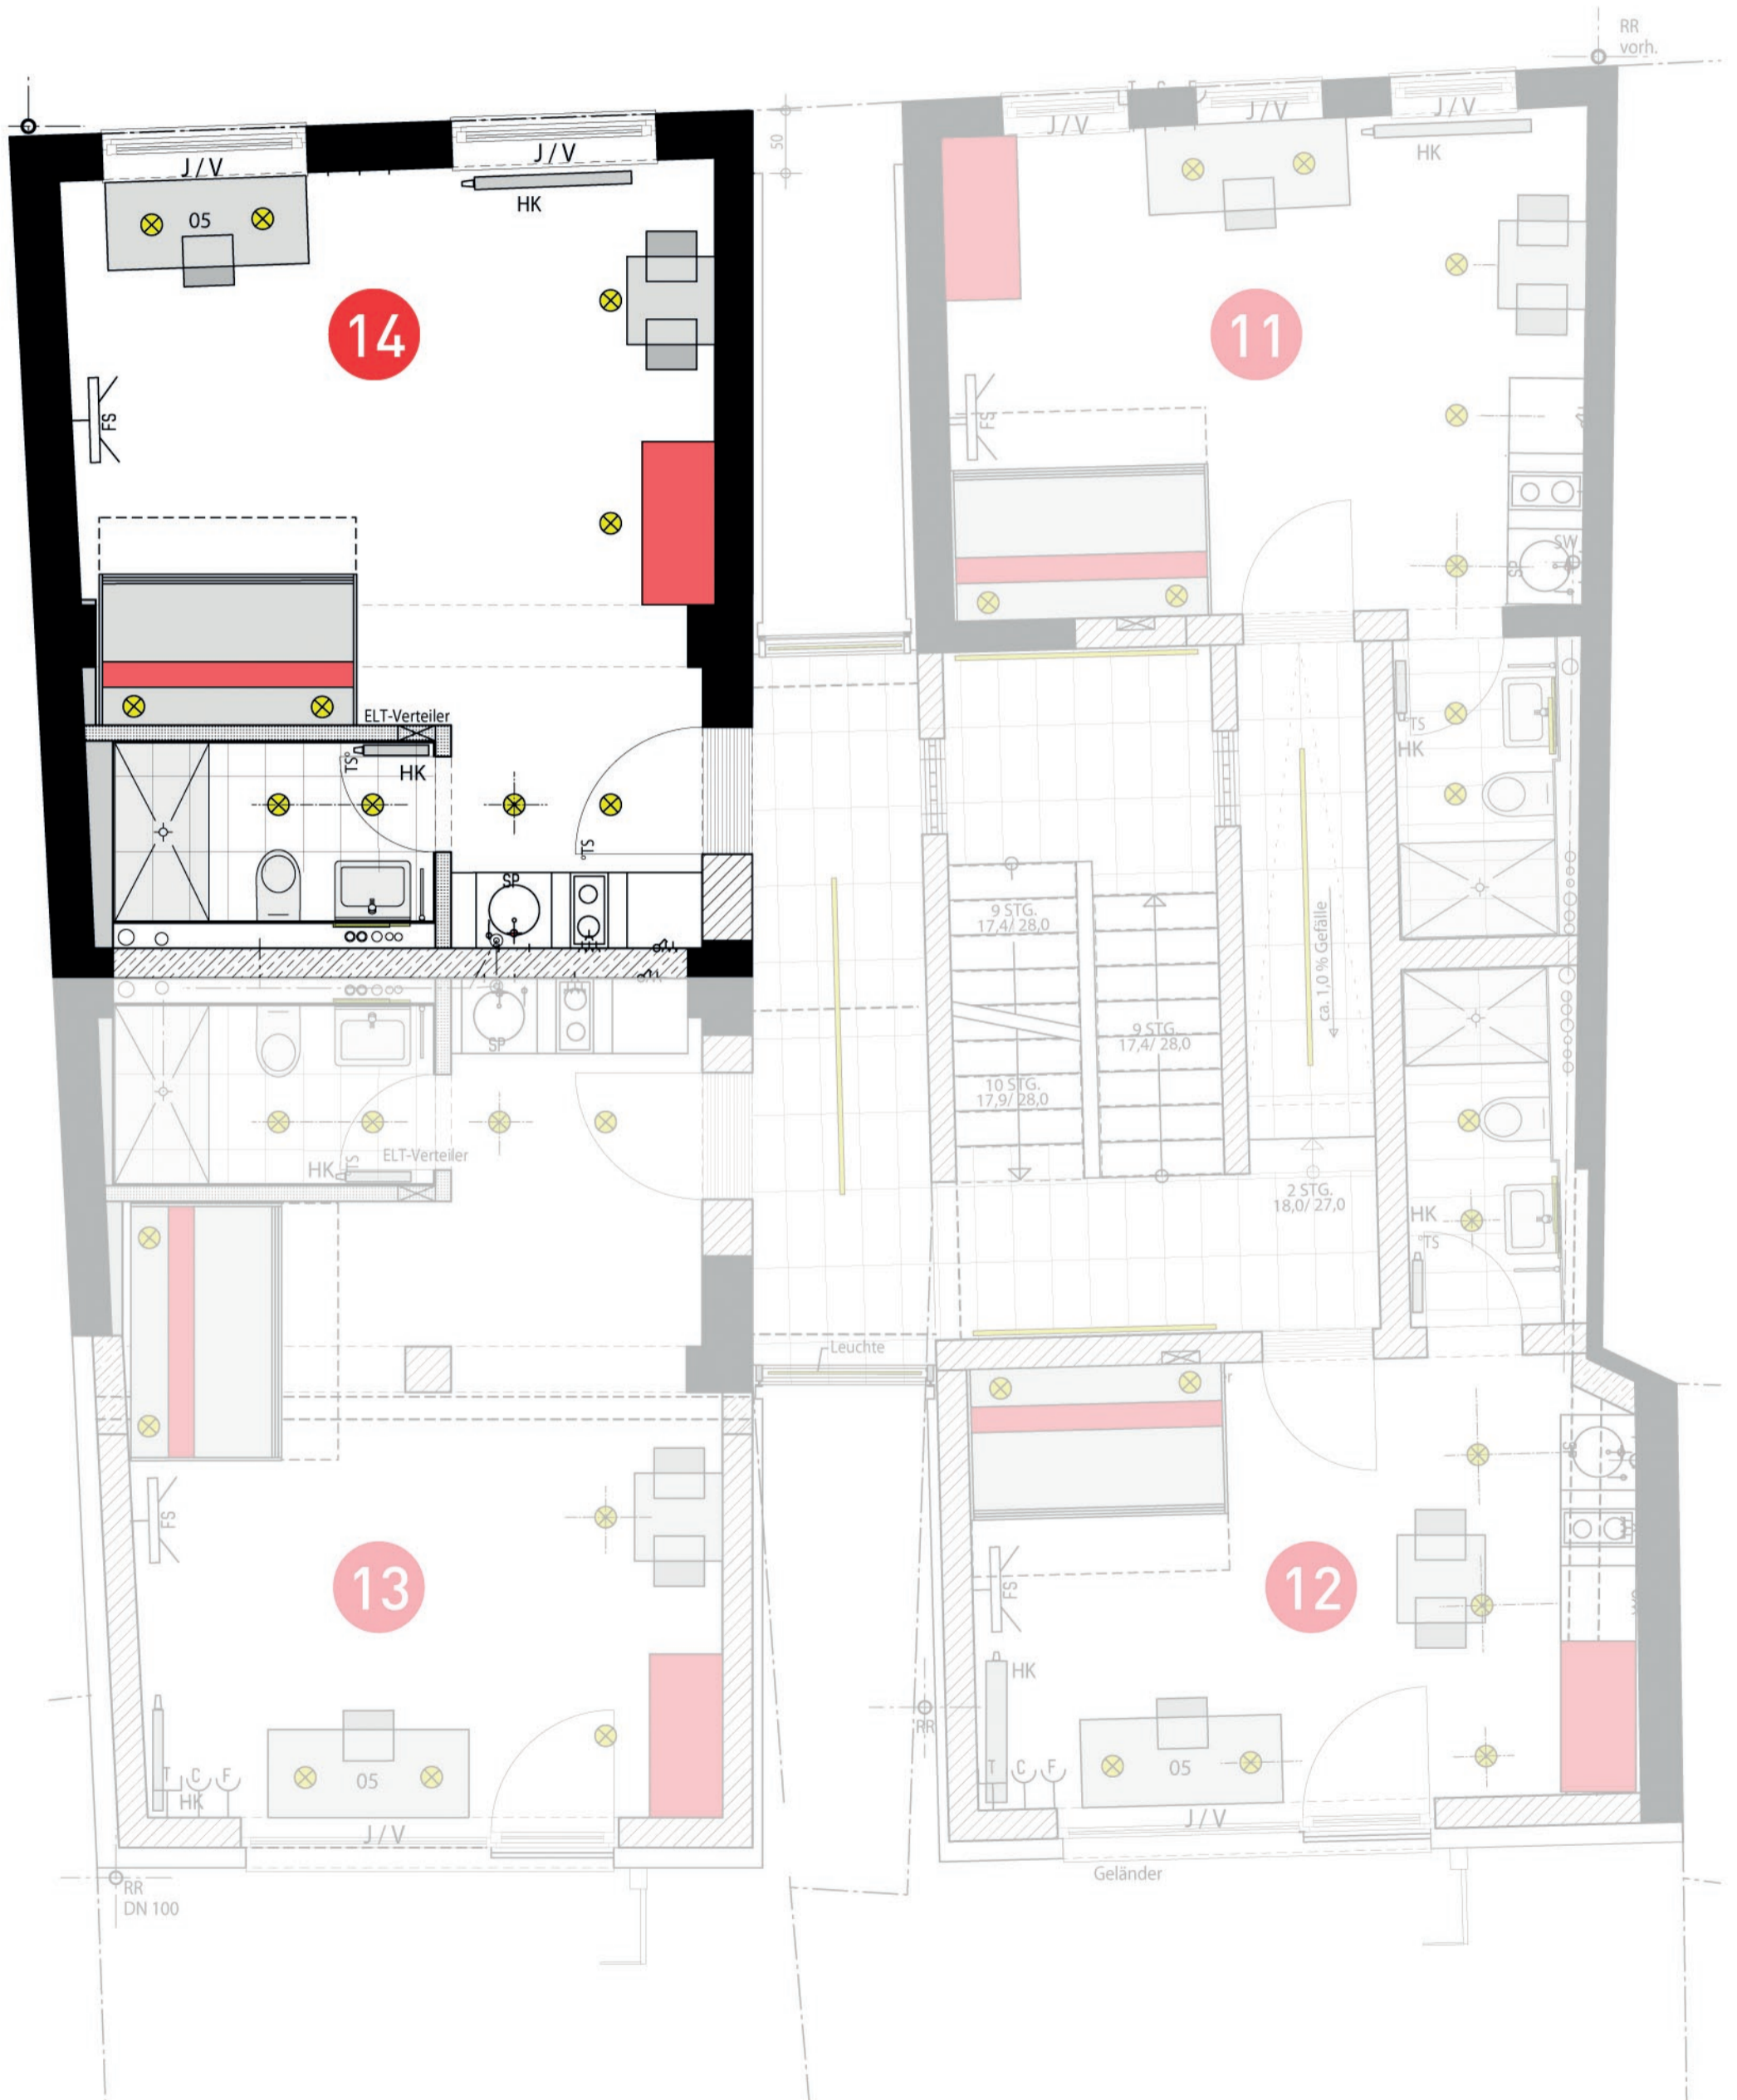 RR
vorh.
T C F
J / V
J / V
J / V
J / V
J / V
50
HK
HK
05
14
11
FS
FS
SW
SP
ELT-Verteiler
TS
HK
°TS
HK
°TS
SP
9 STG.
17,4/ 28,0
ca. 1,0 % Gefälle
9 STG.
17,4/ 28,0
10 STG.
17,9/ 28,0
SP
ELT-Verteiler
HK
°TS
2 STG.
18,0/ 27,0
HK
°TS
Leuchte
r
FS
13
12
FS
HK
RR
T C F
HK
05
J / V
T C F
05
J / V
Geländer
RR
DN 100